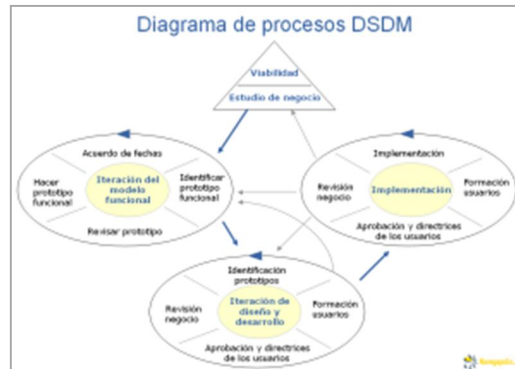 Diagrama de procesos DSDM
Viabilidad
Estudio de negocio
Acuerdo de fechas
Hacer
prototipo
funcional
Iteración del
modelo
funcional
Identificar
prototipo
funcional
Revisar prototipo
Implementación
Revisión
negocio
Implementación
Formación
usuarios
Aprobación y directrices
de los usuarios
Identificación
prototipos
Revisión
negocio
Iteración de
diseño y
desarrollo
Formación
usuarios
Aprobación y directrices
de los usuarios